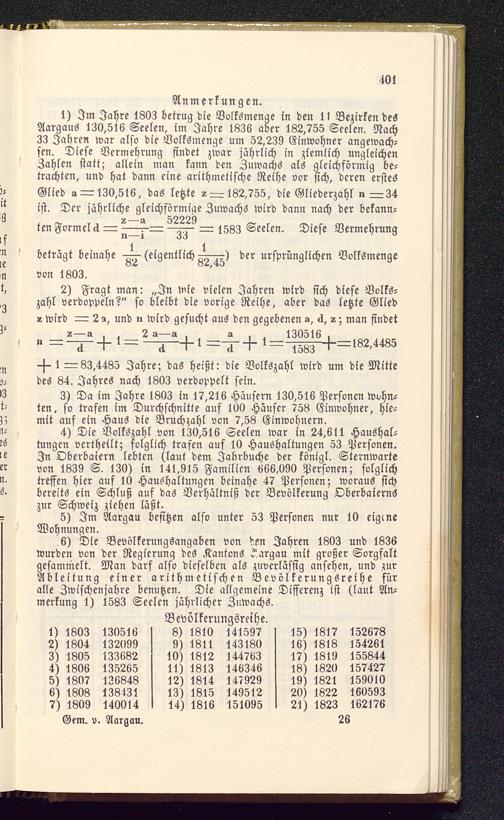 401
Anmerkungen.
1) Im Jahre 1803 betrug die Volksmenge in den 11 Bezirken des
Aargaus 130,516 Seelen, im Jahre 1836 aber 182,755 Seelen. Nach
33 Jahren war also die Volksmenge um 52,239 Einwohner angewach-
sen. Diese Vermehrung findet zwar jährlich in ziemlich ungleichen
Zahlen statt; allein man kann den Zuwachs als gleichförmig be-
trachten, und hat dann eine arithmetische Reihe vor sich, deren erstes
Glied a = 130,516, das letzte z = 182,755, die Gliederzahl n = 34
ist. Der jährliche gleichförmige Zuwachs wird dann nach der bekann-
ten Formel d = z—a / n—i = 52229 / 33 = 1583 Seelen. Diese Vermehrung
beträgt beinahe 1/82 (eigentlich 1/82,45) der ursprünglichen Volksmenge
von 1803.
2) Fragt man: „In wie vielen Jahren wird sich diese Volks-
zahl verdoppeln?“ so bleibt die vorige Reihe, aber das letzte Glied
z wird = 2 a, und n wird gesucht aus den gegebenen a, d, z; man findet
n = z—a / d + 1 = 2 a—a / d + 1 = a / d + 1 = 130516 / 1583 + = 182,4485
+ 1 = 83,4485 Jahre; das heißt: die Volkszahl wird um die Mitte
des 84. Jahres nach 1803 verdoppelt sein.
3) Da im Jahre 1803 in 17,216 Häusern 130,516 Personen wohn-
ten, so trafen im Durchschnitte auf 100 Häuser 758 Einwohner, hie-
mit auf ein Haus die Bruchzahl von 7,58 Einwohnern.
4) Die Volkszahl von 130,516 Seelen war in 24,611 Haushal-
tungen vertheilt; folglich trafen auf 10 Haushaltungen 53 Personen.
In Oberbaiern lebten (laut dem Jahrbuche der königl. Sternwarte
von 1839 S. 130) in 141,915 Familien 666,090 Personen; folglich
treffen hier auf 10 Haushaltungen beinahe 47 Personen; woraus sich
bereits ein Schluß auf das Verhältniß der Bevölkerung Oberbaierns
zur Schweiz ziehen läßt.
5) Im Aargau besitzen also unter 53 Personen nur 10 eigene
Wohnungen.
6) Die Bevölkerungsangaben von den Jahren 1803 und 1836
wurden von der Regierung des Kantons Aargau mit großer Sorgfalt
gesammelt. Man darf also dieselben als zuverlässig ansehen, und zur
Ableitung einer arithmetischen Bevölkerungsreihe für
alle Zwischenjahre benutzen. Die allgemeine Differenz ist (laut An-
merkung 1) 1583 Seelen jährlicher Zuwachs.
Bevölkerungsreihe.
1) 1803 130516 8) 1810 141597 15) 1817 152678
2) 1804 132099 9) 1811 143180 16) 1818 154261
3) 1805 133682 10) 1812 144763 17) 1819 155844
4) 1806 135265 11) 1813 146346 18) 1820 157427
5) 1807 136848 12) 1814 147929 19) 1821 159010
6) 1808 138431 13) 1815 149512 20) 1822 160593
7) 1809 140014 14) 1816 151095 21) 1823 162176
Gem. v. Aargau. 26